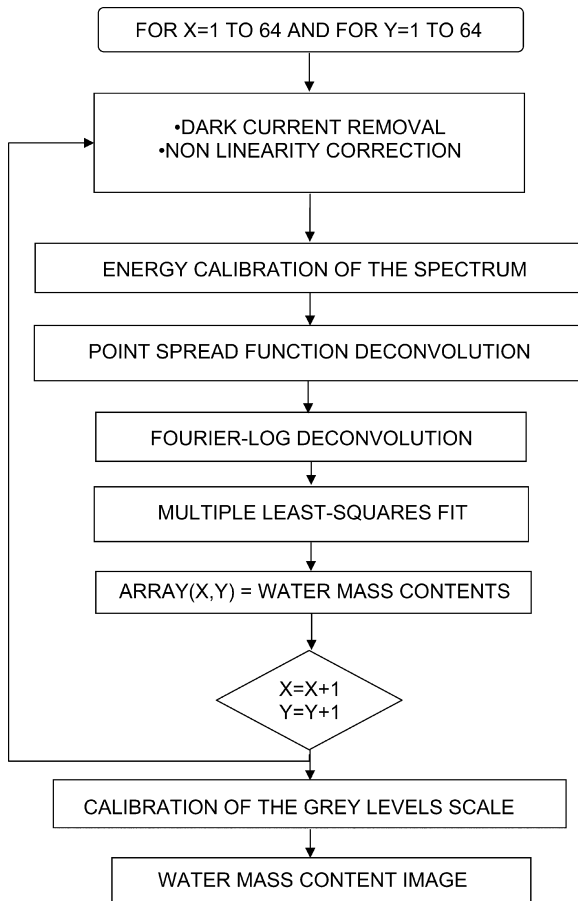 FOR X=1 TO 64 AND FOR Y=1 TO 64
•DARK CURRENT REMOVAL
•NON LINEARITY CORRECTION
ENERGY CALIBRATION OF THE SPECTRUM
POINT SPREAD FUNCTION DECONVOLUTION
FOURIER-LOG DECONVOLUTION
MULTIPLE LEAST-SQUARES FIT
ARRAY(X,Y) = WATER MASS CONTENTS
X=X+1
Y=Y+1
CALIBRATION OF THE GREY LEVELS SCALE
WATER MASS CONTENT IMAGE